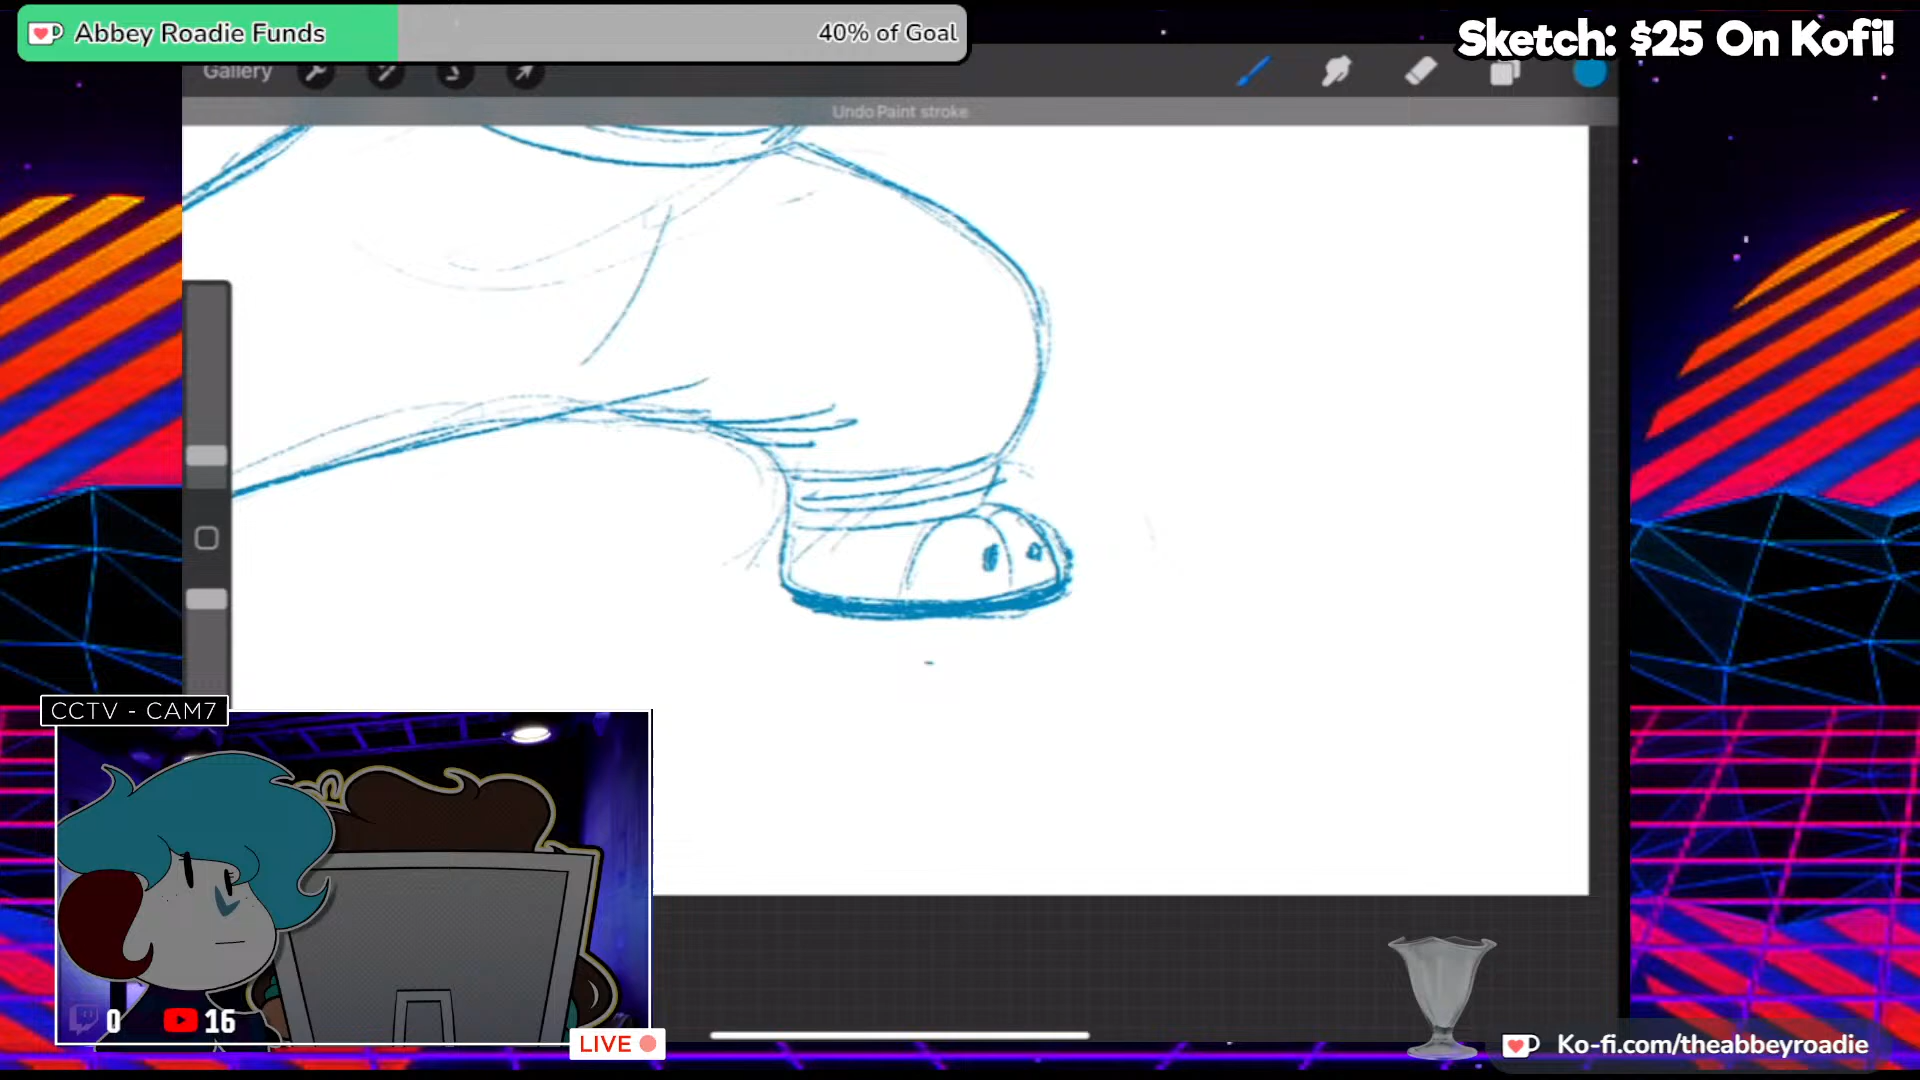 Abbey Roadie Funds
40% of Goal
Sketch: $25 On Kofi!
Gallery
Undo Paint stroke
CCTV - CAM7
0
16
LIVE
Ko-fi.com/theabbeyroadie